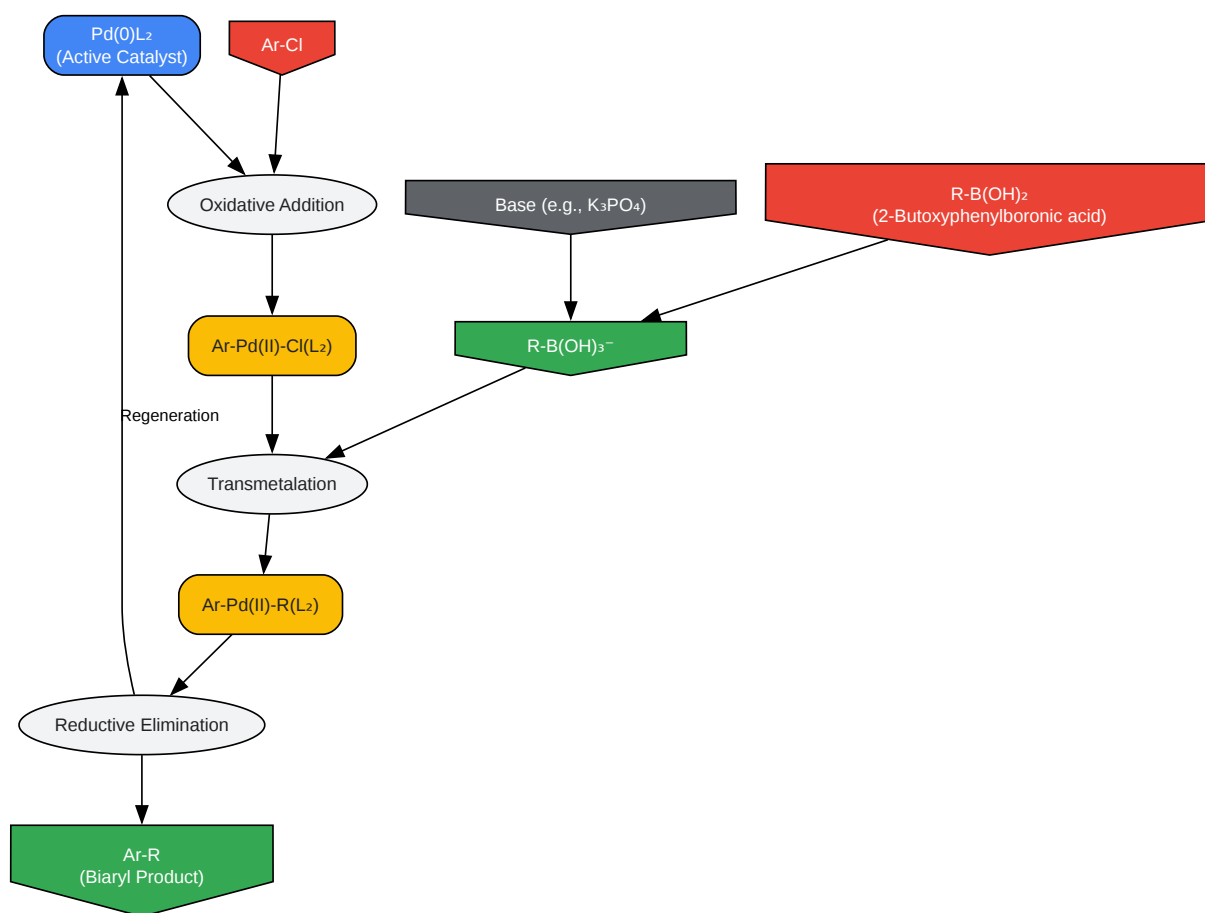 Pd(0)L₂
(Active Catalyst)
Ar-Cl
Oxidative Addition
Base (e.g., K₃PO₄)
R-B(OH)₂
(2-Butoxyphenylboronic acid)
Ar-Pd(II)-Cl(L₂)
R-B(OH)₃⁻
Regeneration
Transmetalation
Ar-Pd(II)-R(L₂)
Reductive Elimination
Ar-R
(Biaryl Product)